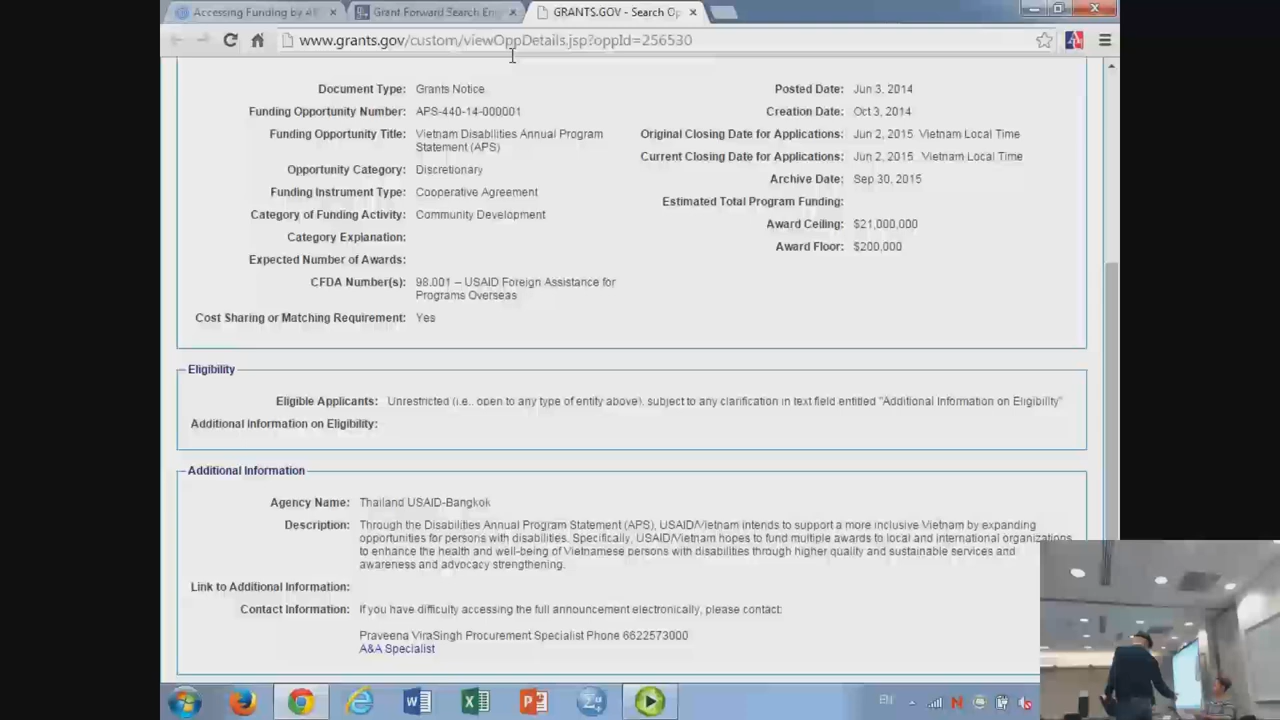 Accessing Funding by 4
Grant Forward Search Eng
GRANTS.GOV - Search Op
www.grants.gov/custom/viewOppDetails.jsp?oppId=256530
Document Type: Grants Notice
Posted Date: Jun 3, 2014
Funding Opportunity Number: APS-440-14-000001
Creation Date: Oct 3, 2014
Funding Opportunity Title: Vietnam Disabilities Annual Program
Statement (APS)
Original Closing Date for Applications: Jun 2, 2015 Vietnam Local Time
Current Closing Date for Applications: Jun 2, 2015 Vietnam Local Time
Opportunity Category: Discretionary
Archive Date: Sep 30, 2015
Funding Instrument Type: Cooperative Agreement
Estimated Total Program Funding:
Category of Funding Activity: Community Development
Award Ceiling: $21,000,000
Category Explanation:
Award Floor: $200,000
Expected Number of Awards:
CFDA Number(s): 98.001 -- USAID Foreign Assistance for
Programs Overseas
Cost Sharing or Matching Requirement: Yes
Eligibility
Eligible Applicants: Unrestricted (i.e., open to any type of entity above), subject to any clarification in text field entitled "Additional Information on Eligibility"
Additional Information on Eligibility:
Additional Information
Agency Name: Thailand USAID-Bangkok
Description: Through the Disabilities Annual Program Statement (APS), USAID/Vietnam intends to support a more inclusive Vietnam by expanding
opportunities for persons with disabilities. Specifically, USAID/Vietnam hopes to fund multiple awards to local and international organizations
to enhance the health and well-being of Vietnamese persons with disabilities through higher quality and sustainable services and
awareness and advocacy strengthening.
Link to Additional Information:
Contact Information: If you have difficulty accessing the full announcement electronically, please contact:
Praveena ViraSingh Procurement Specialist Phone 6622573000
A&A Specialist
EN